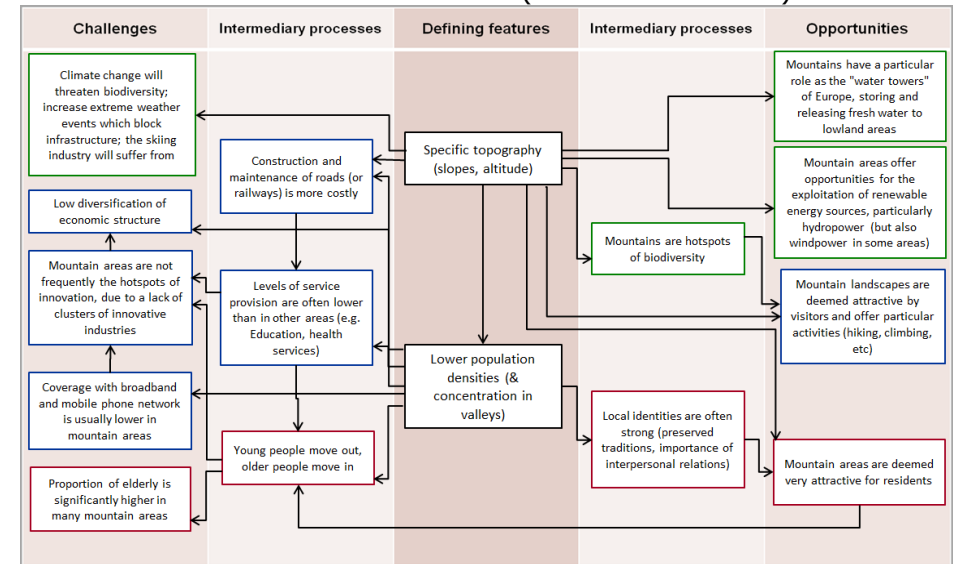 Challenges
Intermediary processes
Defining features
Intermediary processes
Opportunities
Climate change will
threaten biodiversity;
increase extreme weather
events which block
infrastructure; the skiing
industry will suffer from
Low diversification of
economic structure
Mountain areas are not
frequently the hotspots of
innovation, due to a lack of
clusters of innovative
industries
Coverage with broadband
and mobile phone network
is usually lower in
mountain areas
Proportion of elderly is
significantly higher in
many mountain areas
Construction and
maintenance of roads (or
railways) is more costly
Levels of service
provision are often lower
than in other areas (e.g.
Education, health
services)
Young people move out,
older people move in
Specific topography
(slopes, altitude)
Lower population
densities (&
concentration in
valleys)
Mountains are hotspots
of biodiversity
Local identities are often
strong (preserved
traditions, importance of
interpersonal relations)
Mountains have a particular
role as the "water towers"
of Europe, storing and
releasing fresh water to
lowland areas
Mountain areas offer
opportunities for the
exploitation of renewable
energy sources, particularly
hydropower (but also
windpower in some areas)
Mountain landscapes are
deemed attractive by
visitors and offer particular
activities (hiking, climbing,
etc)
Mountain areas are deemed
very attractive for residents